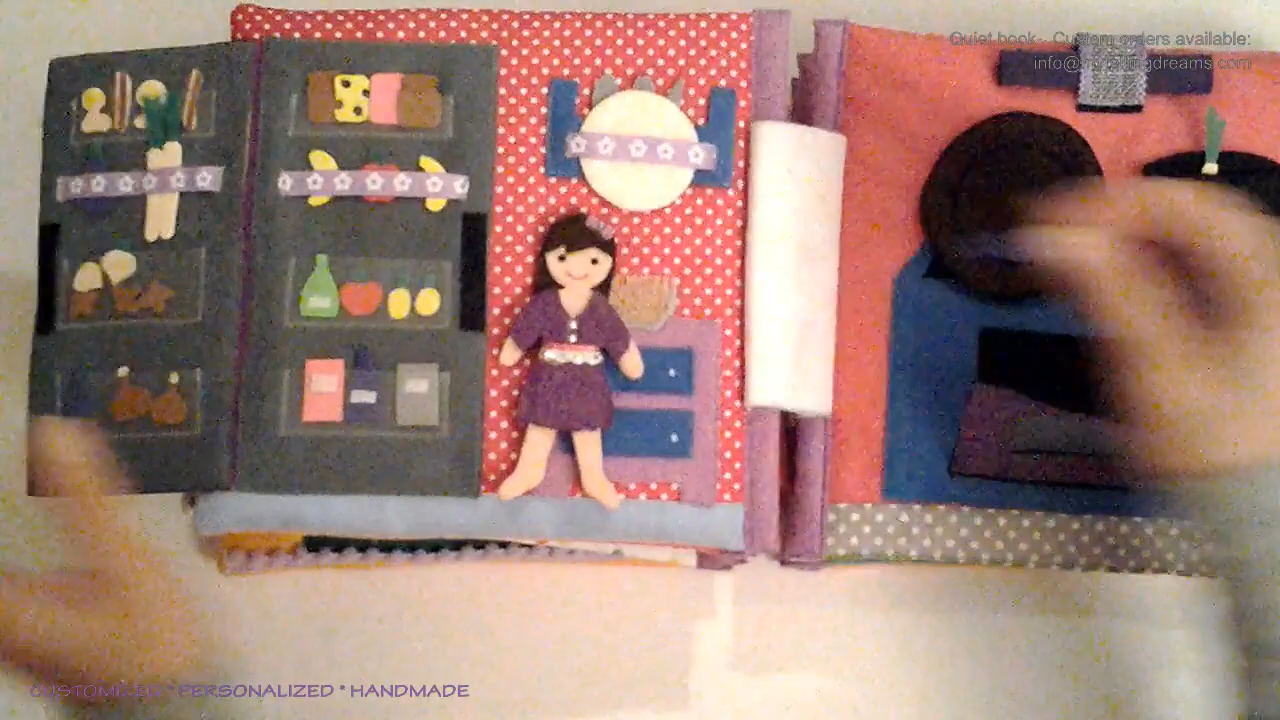 Quiet book - Custom orders available:
CUSTOMIZED * PERSONALIZED * HANDMADE